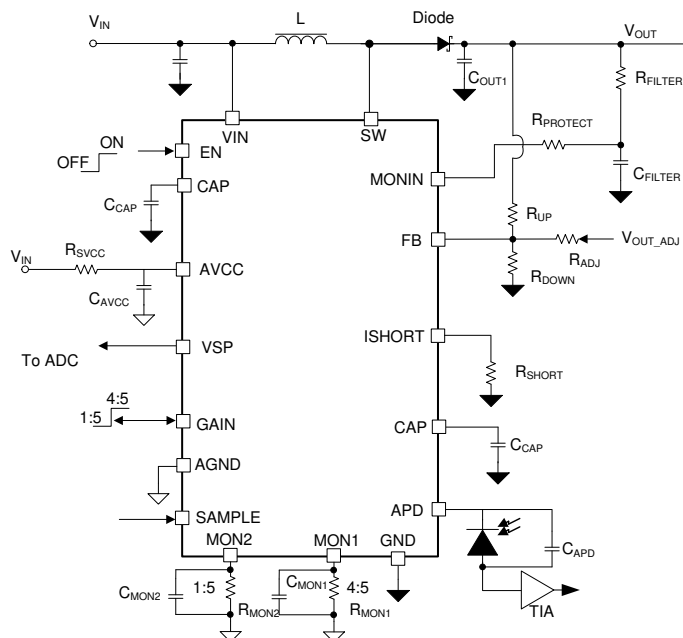 L
Diode
VIN
VOUT
COUT1
RFILTER
RPROTECT
CFILTER
VIN
SW
ON
OFF
EN
MONIN
CAP
CCAP
RUP
FB
VOUT_ADJ
RADJ
RDOWN
VIN
RSVCC
AVCC
CAVCC
ISHORT
VSP
To ADC
RSHORT
4:5
1:5
GAIN
CAP
CCAP
AGND
APD
SAMPLE
MON2
MON1
GND
CAPD
CMON2
1:5
RMON2
CMON1
4:5
RMON1
TIA